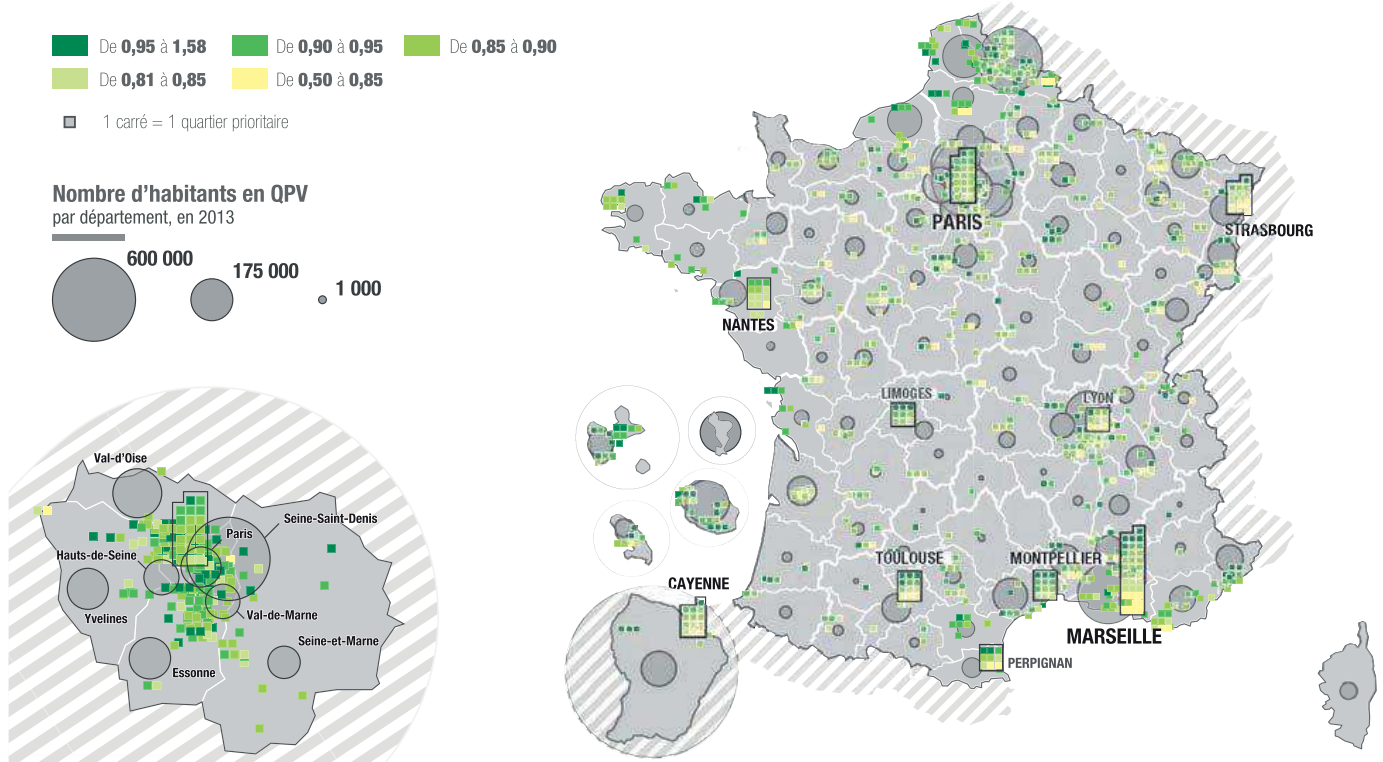 De 0,95 à 1,58
De 0,90 à 0,95
De 0,85 à 0,90
De 0,81 à 0,85
De 0,50 à 0,85
1 carré = 1 quartier prioritaire
Nombre d'habitants en QPV
par département, en 2013
600 000
175 000
1 000
PARIS
STRASBOURG
NANTES
LIMOGES
LYON
TOULOUSE
MONTPELLIER
MARSEILLE
PERPIGNAN
CAYENNE
Val-d'Oise
Seine-Saint-Denis
Paris
Hauts-de-Seine
Yvelines
Val-de-Marne
Seine-et-Marne
Essonne